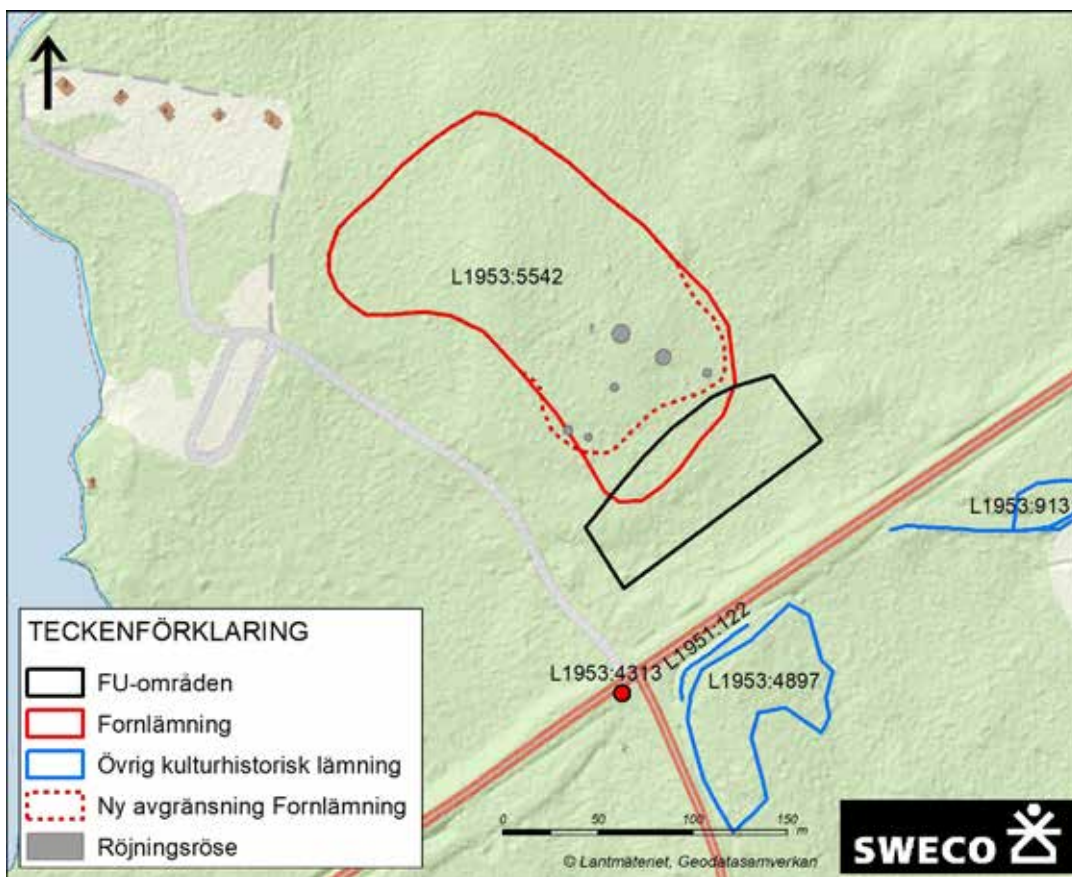 L1953:5542
L1953:913
L1951:122
L1953:4313
L1953:4897
TECKENFÖRKLARING
FU-områden
Fornlämning
Övrig kulturhistorisk lämning
Ny avgränsning Fornlämning
Röjningsröse
0 50 100 150
m
© Lantmäteriet, Geodatasamverkan
SWECO